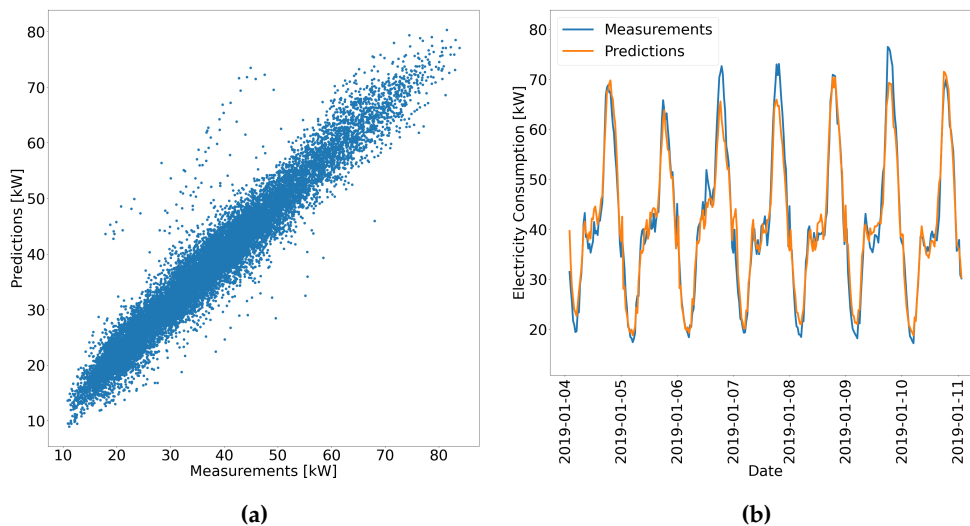 80
70
60
50
40
30
20
10
Predictions [kW]
10 20 30 40 50 60 70 80
Measurements [kW]
(a)
Measurements
Predictions
80
70
60
50
40
30
20
Electricity Consumption [kW]
2019-01-04
2019-01-05
2019-01-06
2019-01-07
2019-01-08
2019-01-09
2019-01-10
2019-01-11
Date
(b)